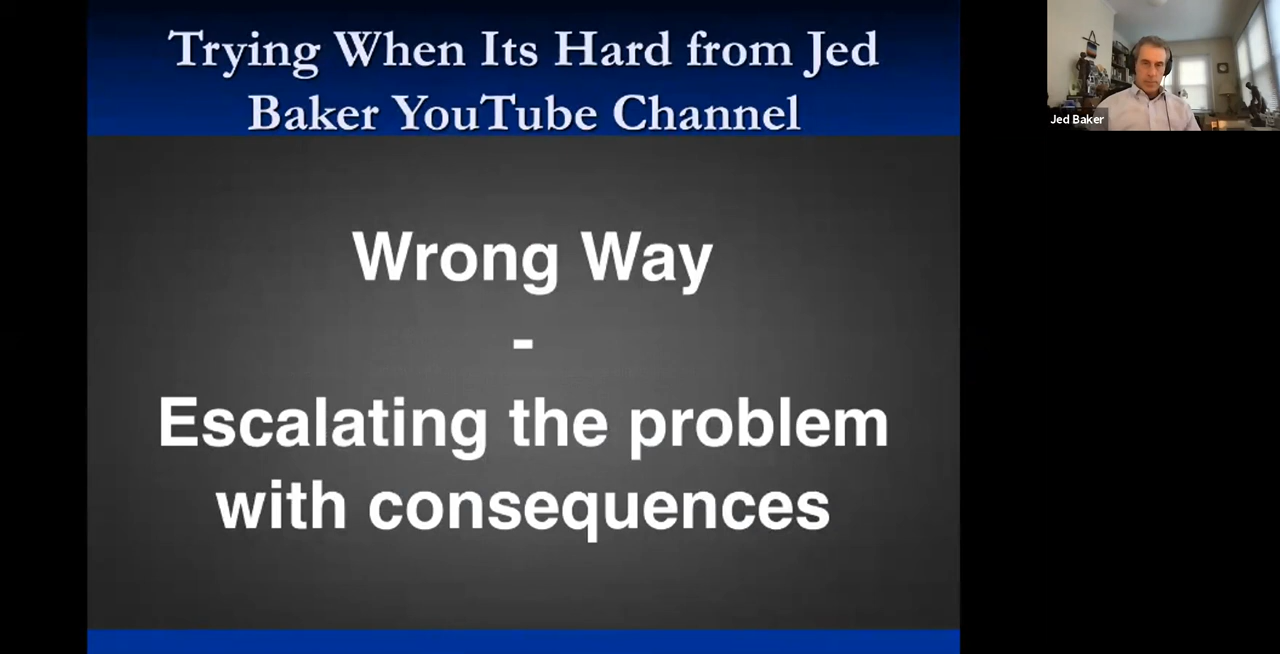 Trying When Its Hard from Jed
Baker YouTube Channel
Wrong Way
-
Escalating the problem
with consequences
Jed Baker